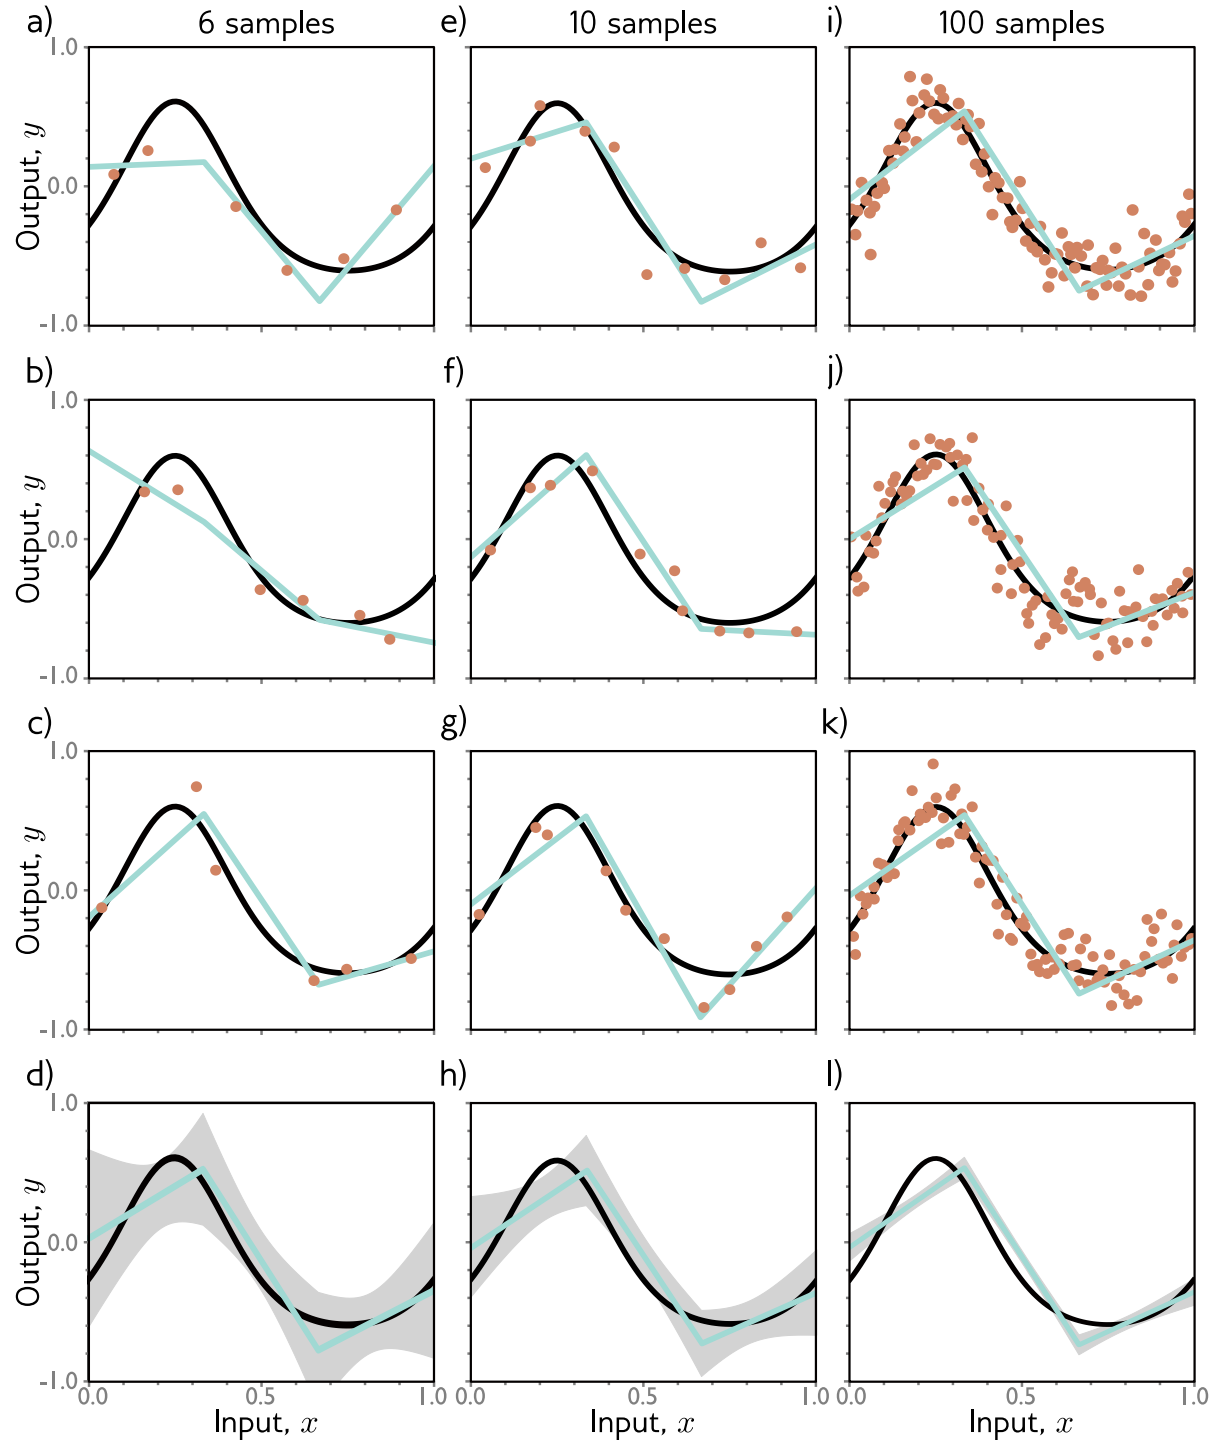 a) 6 samples e) 10 samples i) 100 samples
1.0
Output, y
0.0
-1.0
b) f) j)
1.0
Output, y
0.0
-1.0
c) g) k)
1.0
Output, y
0.0
-1.0
d) h) l)
1.0
Output, y
0.0
-1.0
0.0 0.5 1.0 0.0 0.5 1.0 0.0 0.5 1.0
Input, x Input, x Input, x